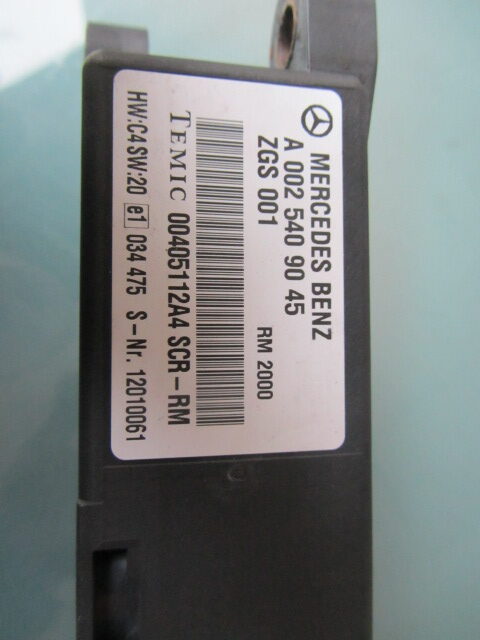 MERCEDES BENZ
A 002 540 90 45
ZGS 001 RM 2000
TEMIC 00405112A4 SCR-RM
HW:C4 SW:20 e1 034 475 S-Nr. 12010061